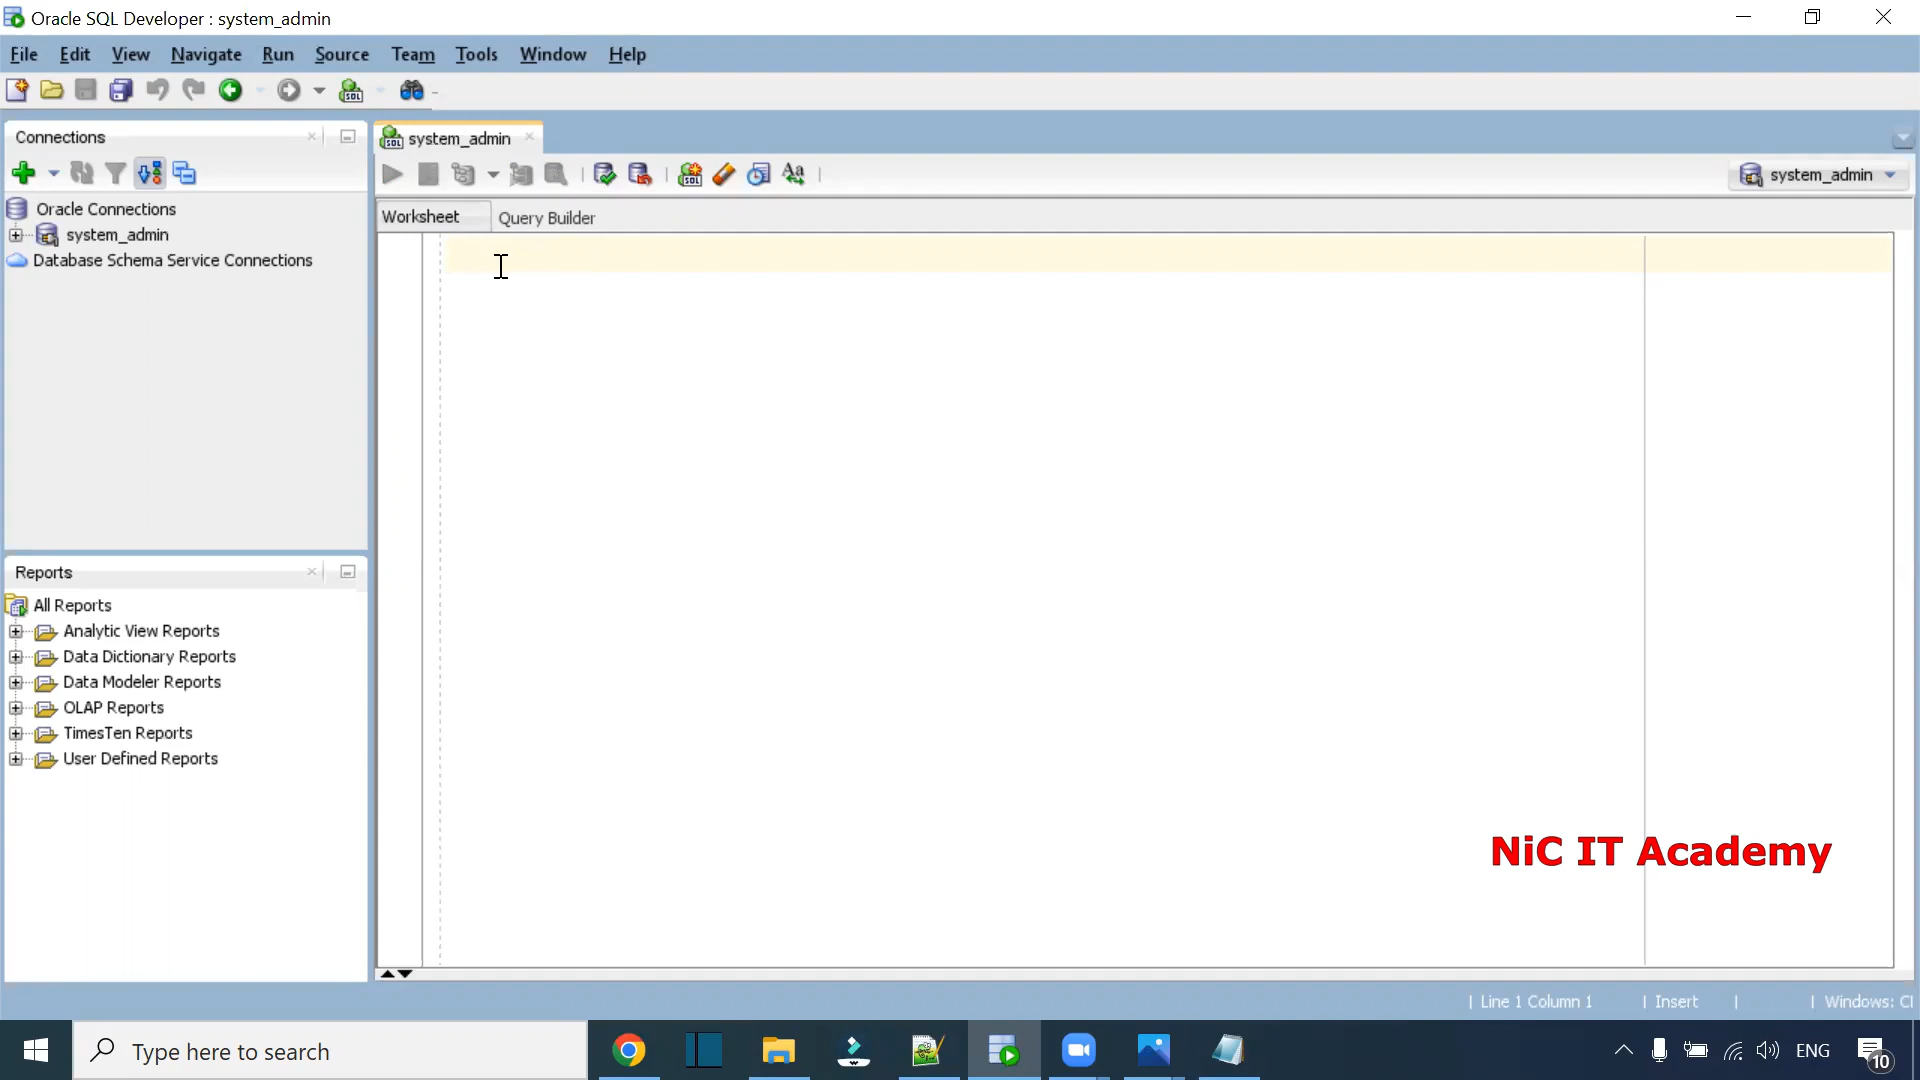 Oracle SQL Developer : system_admin
File Edit View Navigate Run Source Team Tools Window Help
Connections
system_admin
system_admin
Worksheet
Query Builder
Oracle Connections
system_admin
Database Schema Service Connections
Reports
All Reports
Analytic View Reports
Data Dictionary Reports
Data Modeler Reports
OLAP Reports
TimesTen Reports
User Defined Reports
NiC IT Academy
Line 1 Column 1 | Insert | | Windows: Cl
Type here to search
ENG
10